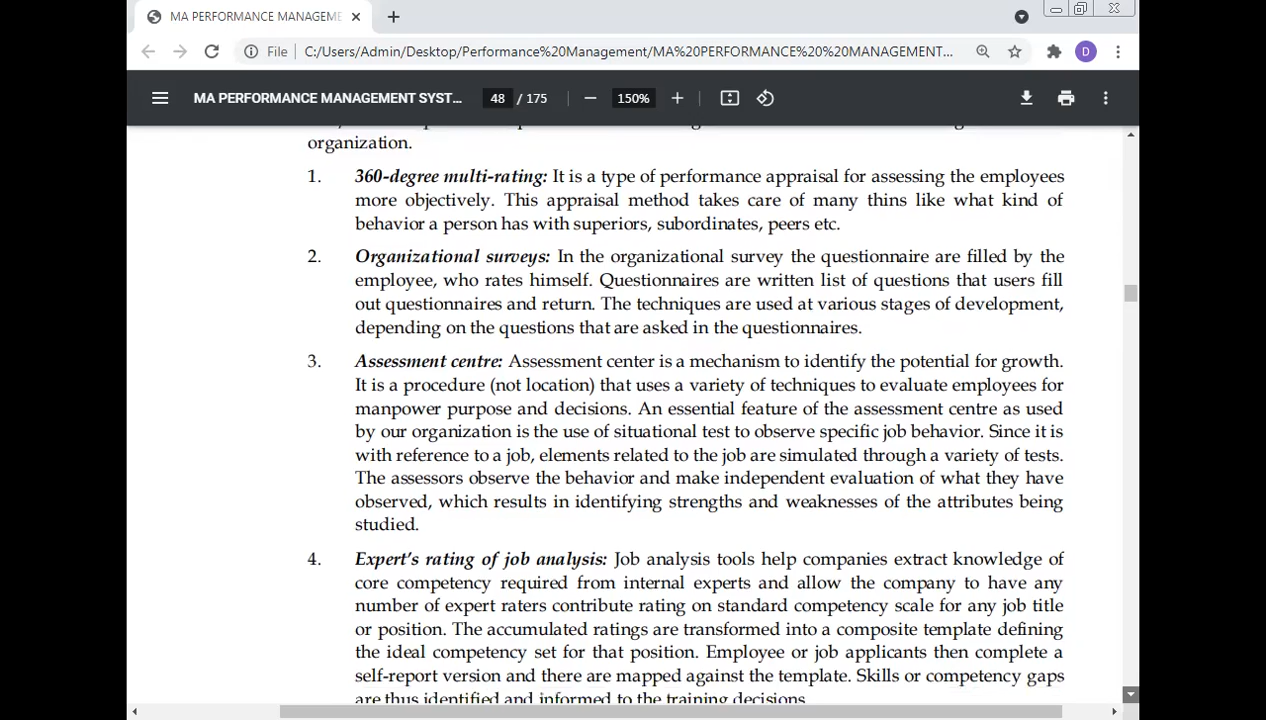 MA PERFORMANCE MANAGEME
File C:/Users/Admin/Desktop/Performance%20Management/MA%20PERFORMANCE%20%20MANAGEMENT...
D
MA PERFORMANCE MANAGEMENT SYST... 48 / 175 150%
organization.
1. 360-degree multi-rating: It is a type of performance appraisal for assessing the employees
more objectively. This appraisal method takes care of many thins like what kind of
behavior a person has with superiors, subordinates, peers etc.
2. Organizational surveys: In the organizational survey the questionnaire are filled by the
employee, who rates himself. Questionnaires are written list of questions that users fill
out questionnaires and return. The techniques are used at various stages of development,
depending on the questions that are asked in the questionnaires.
3. Assessment centre: Assessment center is a mechanism to identify the potential for growth.
It is a procedure (not location) that uses a variety of techniques to evaluate employees for
manpower purpose and decisions. An essential feature of the assessment centre as used
by our organization is the use of situational test to observe specific job behavior. Since it is
with reference to a job, elements related to the job are simulated through a variety of tests.
The assessors observe the behavior and make independent evaluation of what they have
observed, which results in identifying strengths and weaknesses of the attributes being
studied.
4. Expert's rating of job analysis: Job analysis tools help companies extract knowledge of
core competency required from internal experts and allow the company to have any
number of expert raters contribute rating on standard competency scale for any job title
or position. The accumulated ratings are transformed into a composite template defining
the ideal competency set for that position. Employee or job applicants then complete a
self-report version and there are mapped against the template. Skills or competency gaps
are thus identified and informed to the training decisions.